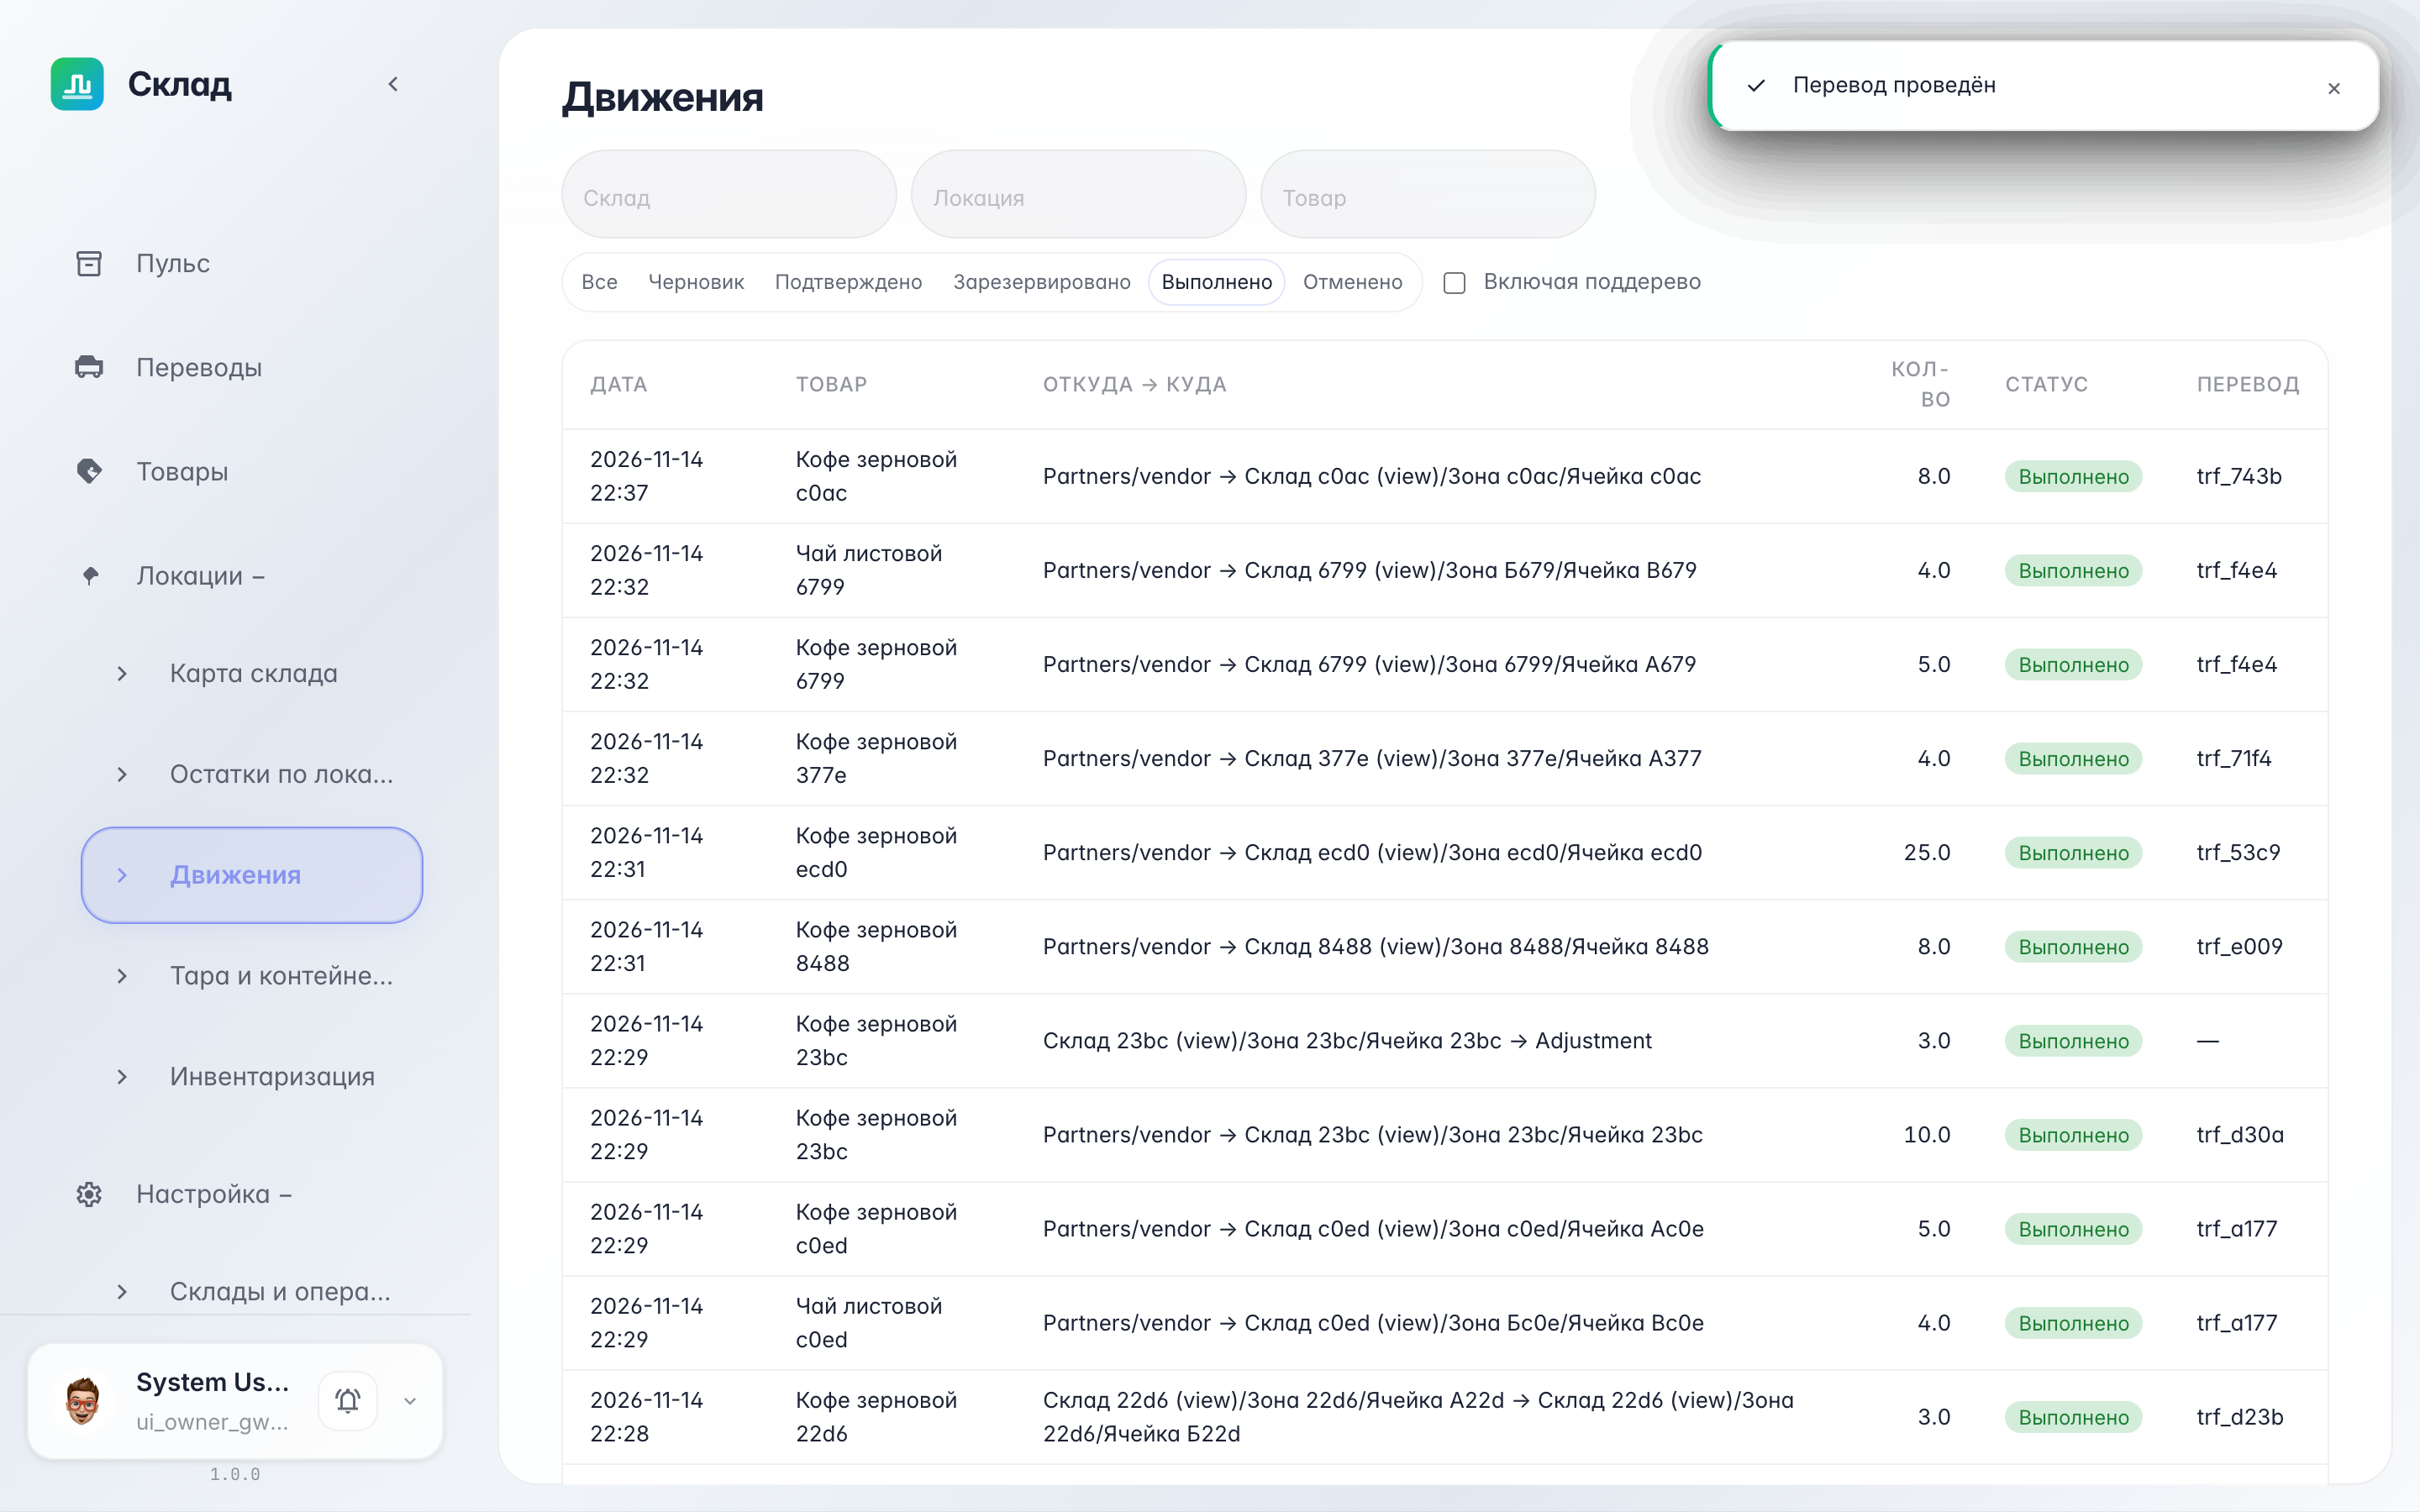 Склад
Пульс
Переводы
Товары
Локации –
Карта склада
Остатки по лока...
Движения
Тара и контейне...
Инвентаризация
Настройка –
Склады и опера...
System Us...
ui_owner_gw...
1.0.0
Движения
Перевод проведён
Склад Локация Товар
Все Черновик Подтверждено Зарезервировано Выполнено Отменено Включая поддерево
ДАТА ТОВАР ОТКУДА → КУДА КОЛ-
ВО СТАТУС ПЕРЕВОД
2026-11-14
22:37 Кофе зерновой
c0ac Partners/vendor → Склад c0ac (view)/Зона c0ac/Ячейка c0ac 8.0 Выполнено trf_743b
2026-11-14
22:32 Чай листовой
6799 Partners/vendor → Склад 6799 (view)/Зона Б679/Ячейка В679 4.0 Выполнено trf_f4e4
2026-11-14
22:32 Кофе зерновой
6799 Partners/vendor → Склад 6799 (view)/Зона 6799/Ячейка А679 5.0 Выполнено trf_f4e4
2026-11-14
22:32 Кофе зерновой
377e Partners/vendor → Склад 377e (view)/Зона 377e/Ячейка А377 4.0 Выполнено trf_71f4
2026-11-14
22:31 Кофе зерновой
ecd0 Partners/vendor → Склад ecd0 (view)/Зона ecd0/Ячейка ecd0 25.0 Выполнено trf_53c9
2026-11-14
22:31 Кофе зерновой
8488 Partners/vendor → Склад 8488 (view)/Зона 8488/Ячейка 8488 8.0 Выполнено trf_e009
2026-11-14
22:29 Кофе зерновой
23bc Склад 23bc (view)/Зона 23bc/Ячейка 23bc → Adjustment 3.0 Выполнено —
2026-11-14
22:29 Кофе зерновой
23bc Partners/vendor → Склад 23bc (view)/Зона 23bc/Ячейка 23bc 10.0 Выполнено trf_d30a
2026-11-14
22:29 Кофе зерновой
c0ed Partners/vendor → Склад c0ed (view)/Зона c0ed/Ячейка Аc0e 5.0 Выполнено trf_a177
2026-11-14
22:29 Чай листовой
c0ed Partners/vendor → Склад c0ed (view)/Зона Бc0e/Ячейка Вc0e 4.0 Выполнено trf_a177
2026-11-14
22:28 Кофе зерновой
22d6 Склад 22d6 (view)/Зона 22d6/Ячейка А22d → Склад 22d6 (view)/Зона
22d6/Ячейка Б22d 3.0 Выполнено trf_d23b